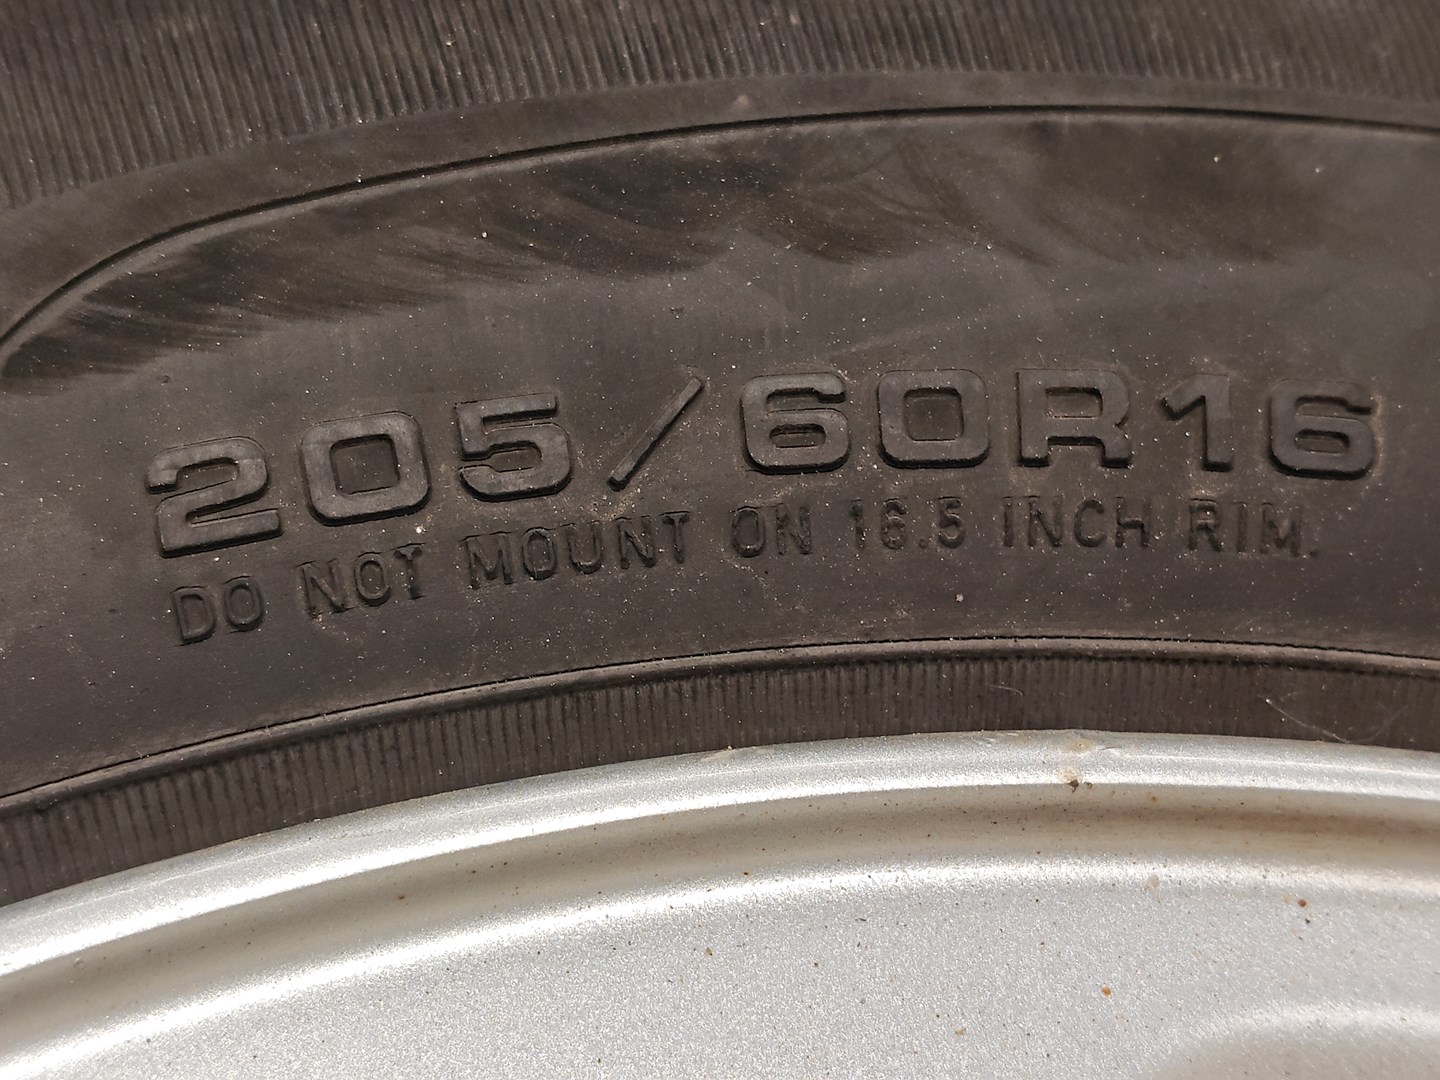 205/60R16
DO NOT MOUNT ON 16.5 INCH RIM.